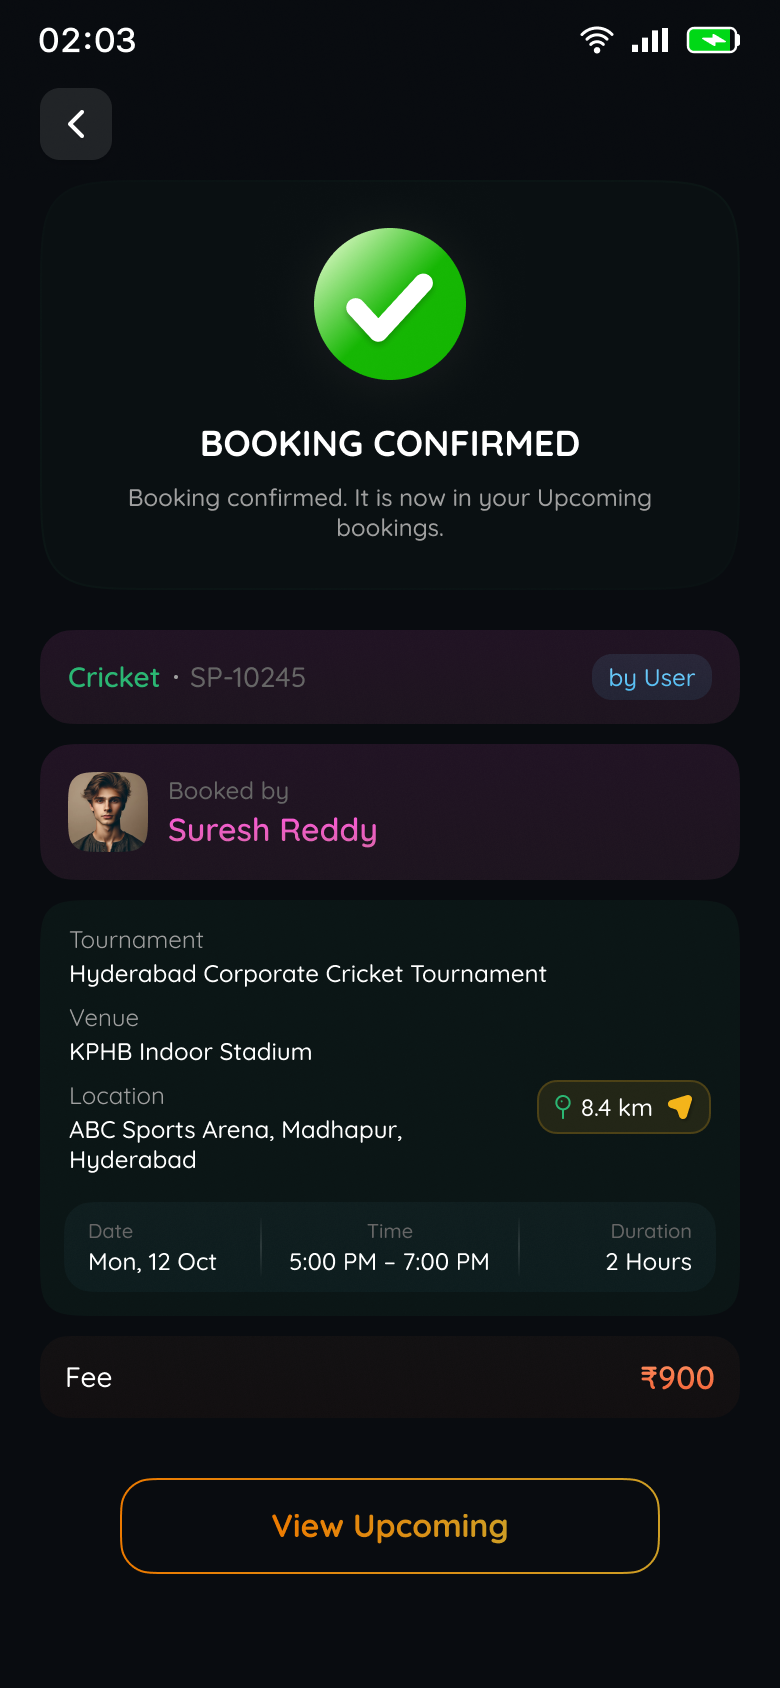 02:03
BOOKING CONFIRMED
Booking confirmed. It is now in your Upcoming
bookings.
Cricket · SP-10245
by User
Booked by
Suresh Reddy
Tournament
Hyderabad Corporate Cricket Tournament
Venue
KPHB Indoor Stadium
Location
ABC Sports Arena, Madhapur,
Hyderabad
8.4 km
Date
Mon, 12 Oct
Time
5:00 PM – 7:00 PM
Duration
2 Hours
Fee
₹900
View Upcoming